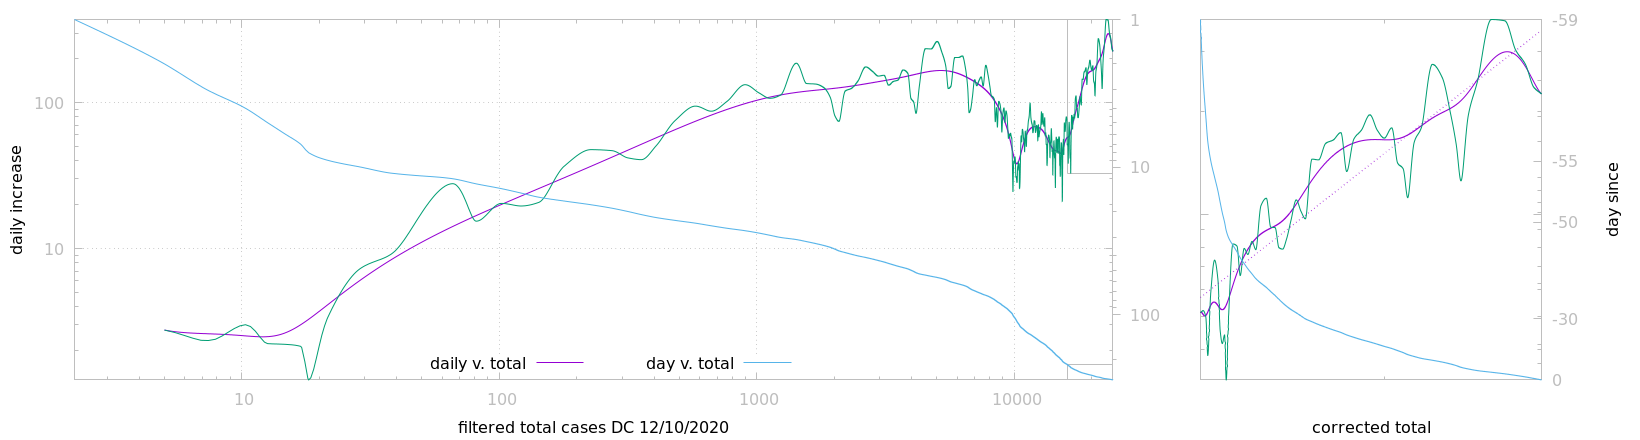 daily increase
100
10
daily v. total
day v. total
1
10
100
10
100
1000
10000
filtered total cases DC 12/10/2020
-59
-55
-50
-30
0
day since
corrected total